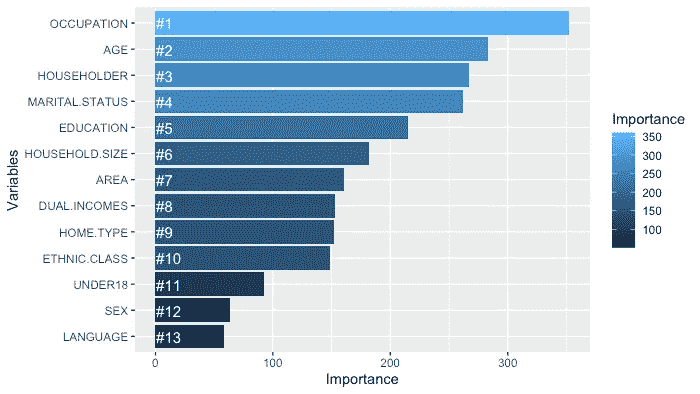 OCCUPATION #1
AGE #2
HOUSEHOLDER #3
MARITAL.STATUS #4
EDUCATION #5
HOUSEHOLD.SIZE #6
AREA #7
DUAL.INCOMES #8
HOME.TYPE #9
ETHNIC.CLASS #10
UNDER18 #11
SEX #12
LANGUAGE #13
Variables
0 100 200 300
Importance
Importance
350
300
250
200
150
100